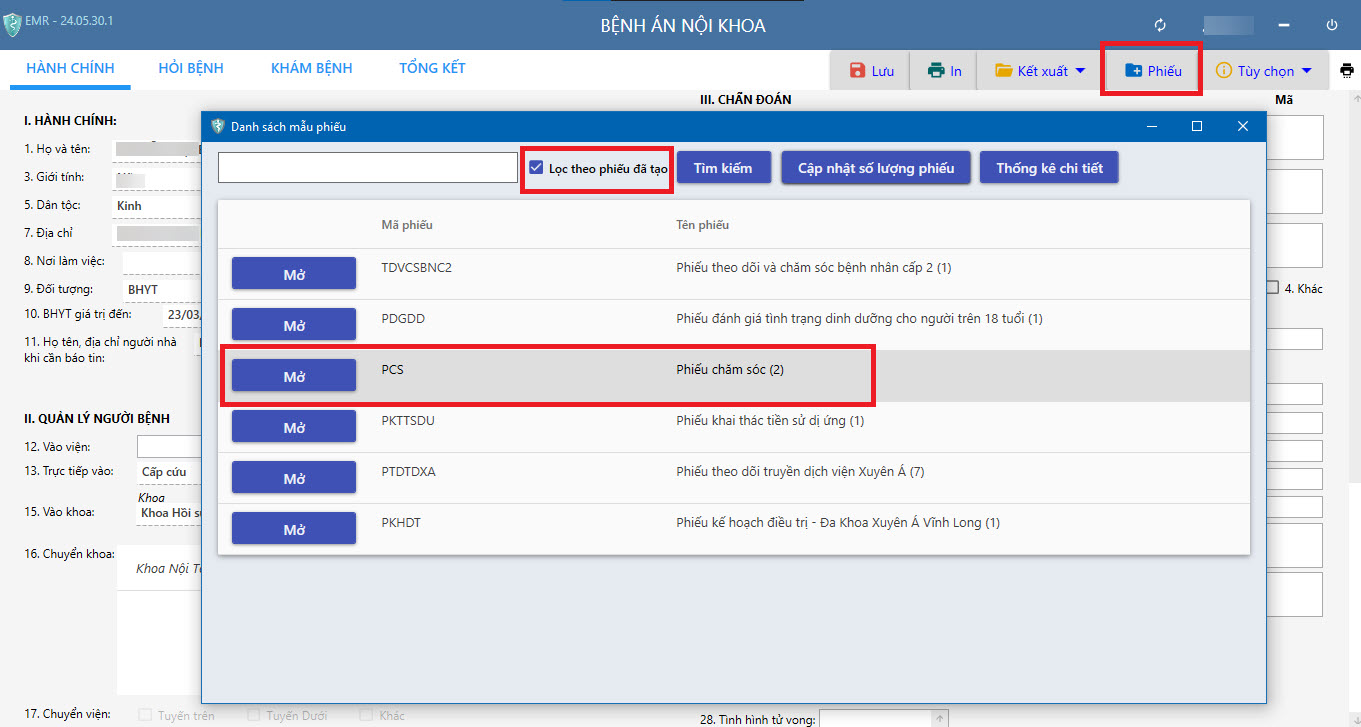 EMR - 24.05.30.1
BỆNH ÁN NỘI KHOA
HÀNH CHÍNH HỎI BỆNH KHÁM BỆNH TỔNG KẾT
Lưu In Kết xuất Phiếu Tùy chọn
III. CHẨN ĐOÁN Mã
I. HÀNH CHÍNH:
1. Họ và tên:
3. Giới tính:
5. Dân tộc: Kinh
7. Địa chỉ
8. Nơi làm việc:
9. Đối tượng: BHYT
10. BHYT giá trị đến: 23/03/
11. Họ tên, địa chỉ người nhà
khi cần báo tin:
II. QUẢN LÝ NGƯỜI BỆNH
12. Vào viện:
13. Trực tiếp vào: Cấp cứu
Khoa
15. Vào khoa: Khoa Hồi
16. Chuyển khoa:
Khoa Nội
17. Chuyển viện: Tuyến trên Tuyến Dưới Khác
Danh sách mẫu phiếu
Lọc theo phiếu đã tạo Tìm kiếm Cập nhật số lượng phiếu Thống kê chi tiết
Mã phiếu Tên phiếu
Mở TDVCSBNC2 Phiếu theo dõi và chăm sóc bệnh nhân cấp 2 (1)
Mở PDGDD Phiếu đánh giá tình trạng dinh dưỡng cho người trên 18 tuổi (1)
Mở PCS Phiếu chăm sóc (2)
Mở PKTTSDU Phiếu khai thác tiền sử dị ứng (1)
Mở PTDTDXA Phiếu theo dõi truyền dịch viện Xuyên Á (7)
Mở PKHDT Phiếu kế hoạch điều trị - Đa Khoa Xuyên Á Vĩnh Long (1)
4. Khác
28. Tình hình tử vong: